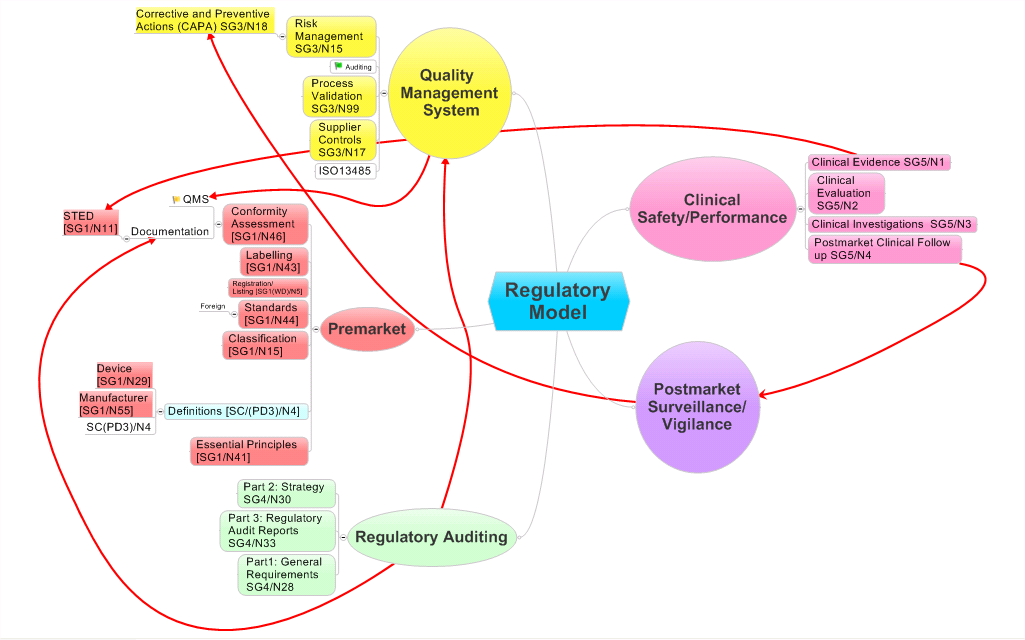 Corrective and Preventive
Actions (CAPA) SG3/N18
Risk
Management
SG3/N15
Auditing
Process
Validation
SG3/N99
Supplier
Controls
SG3/N17
ISO13485
Quality
Management
System
Clinical
Safety/Performance
Clinical Evidence SG5/N1
Clinical
Evaluation
SG5/N2
Clinical Investigations SG5/N3
Postmarket Clinical Follow
up SG5/N4
QMS
STED
[SG1/N11]
Documentation
Conformity
Assessment
[SG1/N46]
Labelling
[SG1/N43]
Registration/
Listing [SG1(WD)/N5]
Foreign
Standards
[SG1/N44]
Classification
[SG1/N15]
Premarket
Regulatory
Model
Device
[SG1/N29]
Manufacturer
[SG1/N55]
SC(PD3)/N4
Definitions [SC/(PD3)/N4]
Essential Principles
[SG1/N41]
Postmarket
Surveillance/
Vigilance
Part 2: Strategy
SG4/N30
Part 3: Regulatory
Audit Reports
SG4/N33
Part1: General
Requirements
SG4/N28
Regulatory Auditing